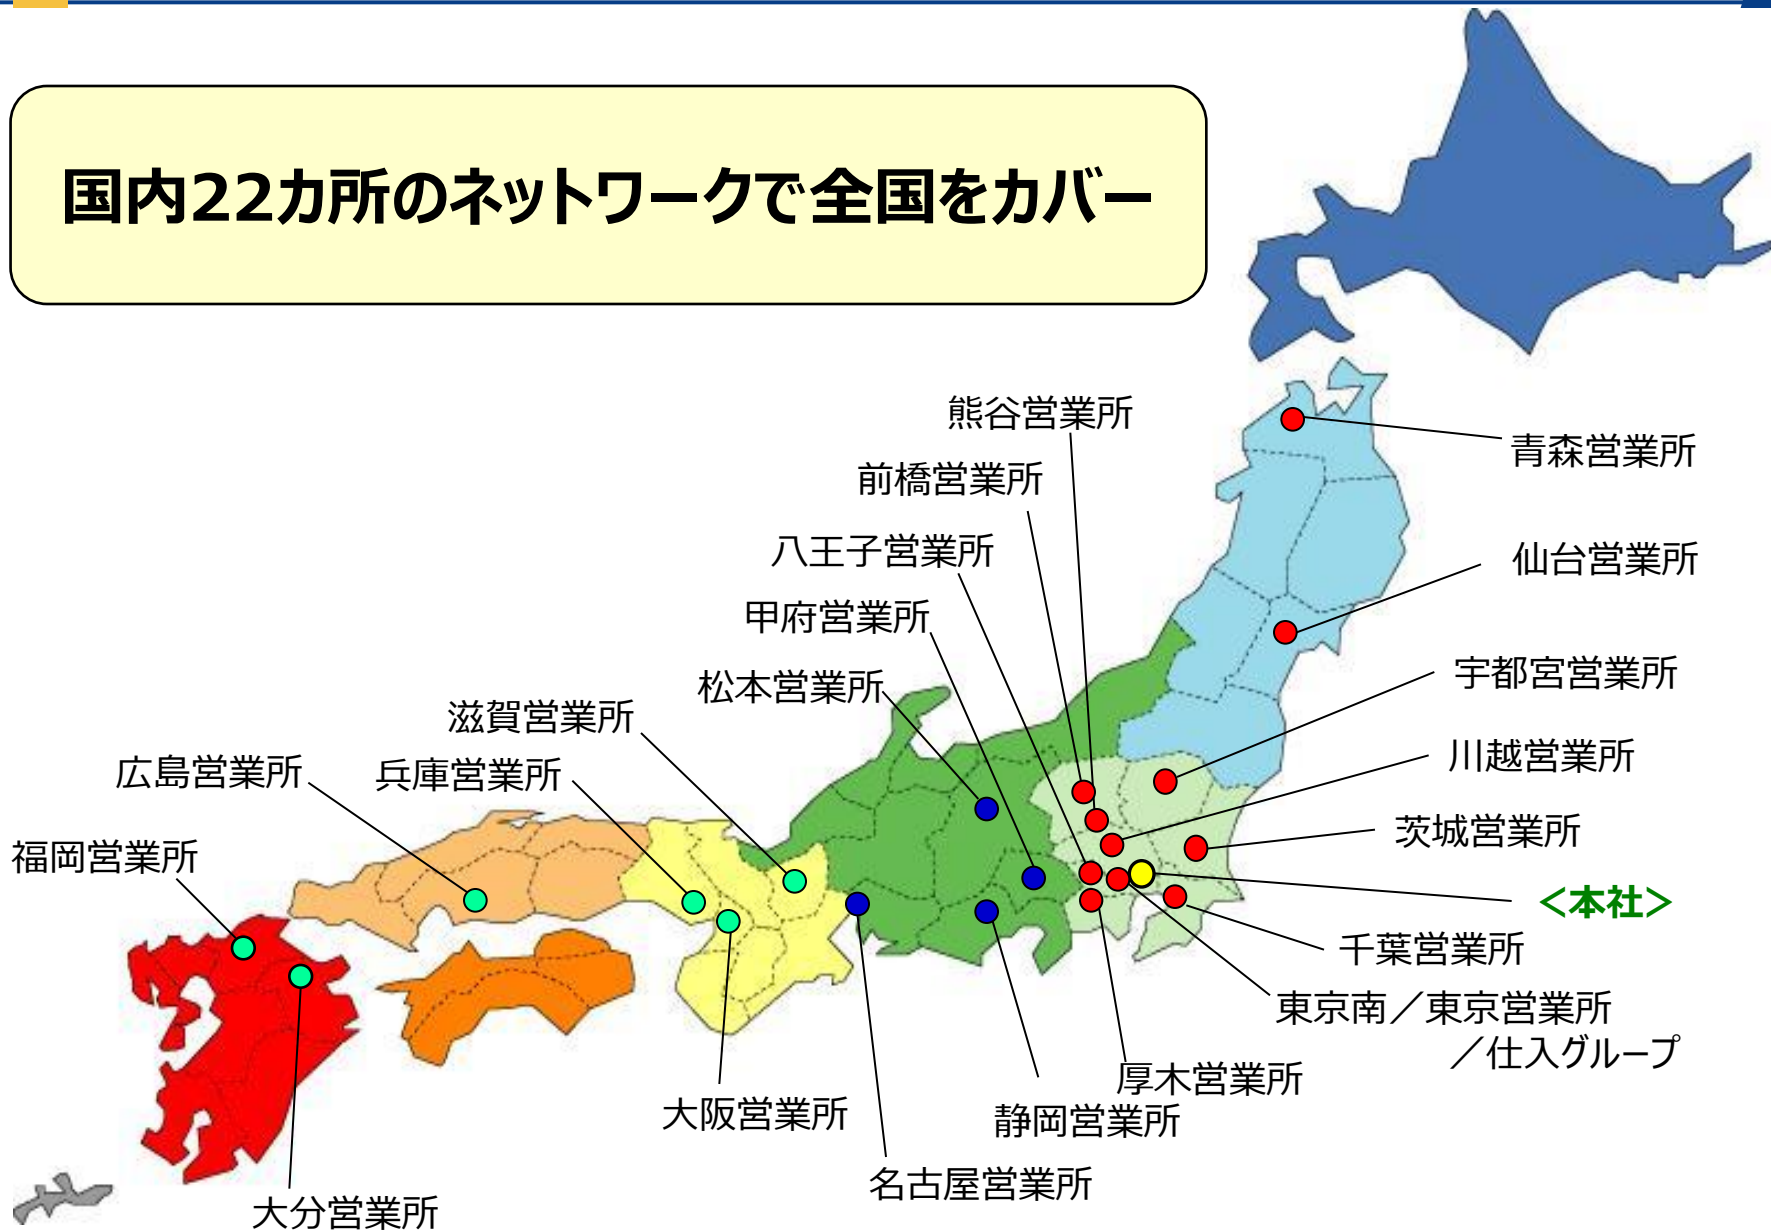 国内22カ所のネットワークで全国をカバー
熊谷営業所
青森営業所
前橋営業所
八王子営業所
仙台営業所
甲府営業所
宇都宮営業所
松本営業所
滋賀営業所
川越営業所
広島営業所
兵庫営業所
茨城営業所
福岡営業所
<本社>
千葉営業所
東京南／東京営業所
／仕入グループ
厚木営業所
大阪営業所
静岡営業所
名古屋営業所
大分営業所